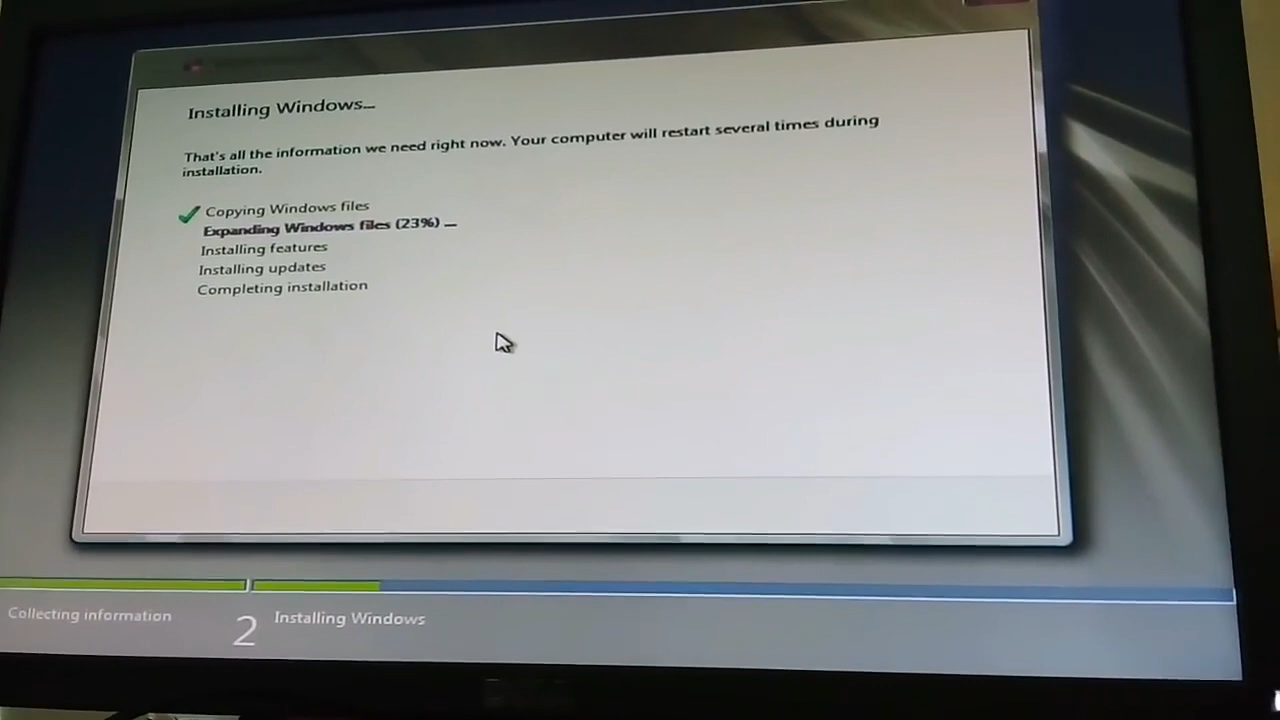 Installing Windows...
That's all the information we need right now. Your computer will restart several times during
installation.
Copying Windows files
Expanding Windows files (23%) ...
Installing features
Installing updates
Completing installation
Collecting information
2 Installing Windows